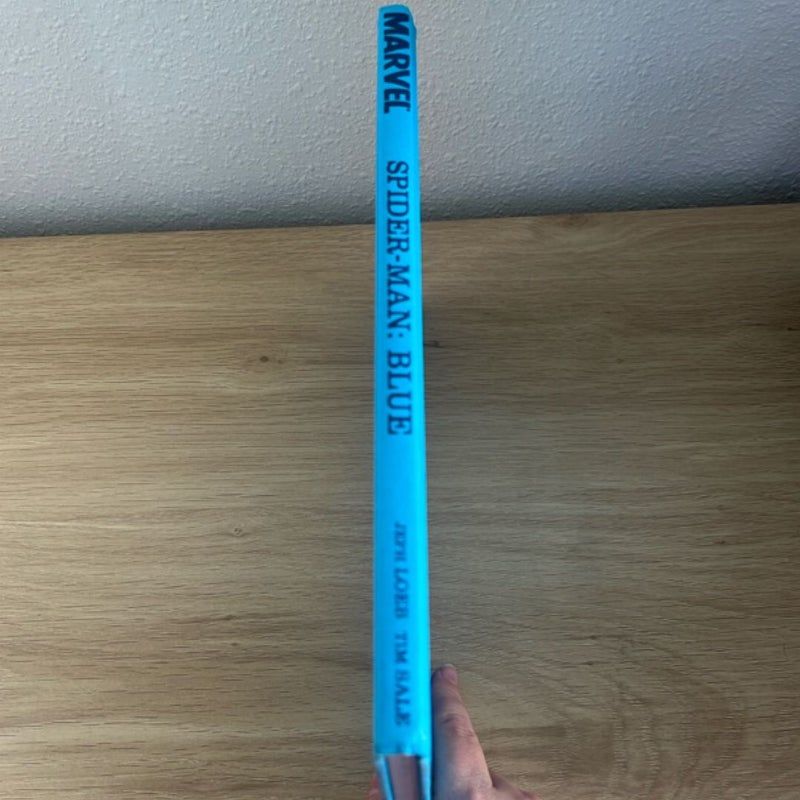 MARVEL
SPIDER-MAN: BLUE
JEPH LOEB TIM SALE